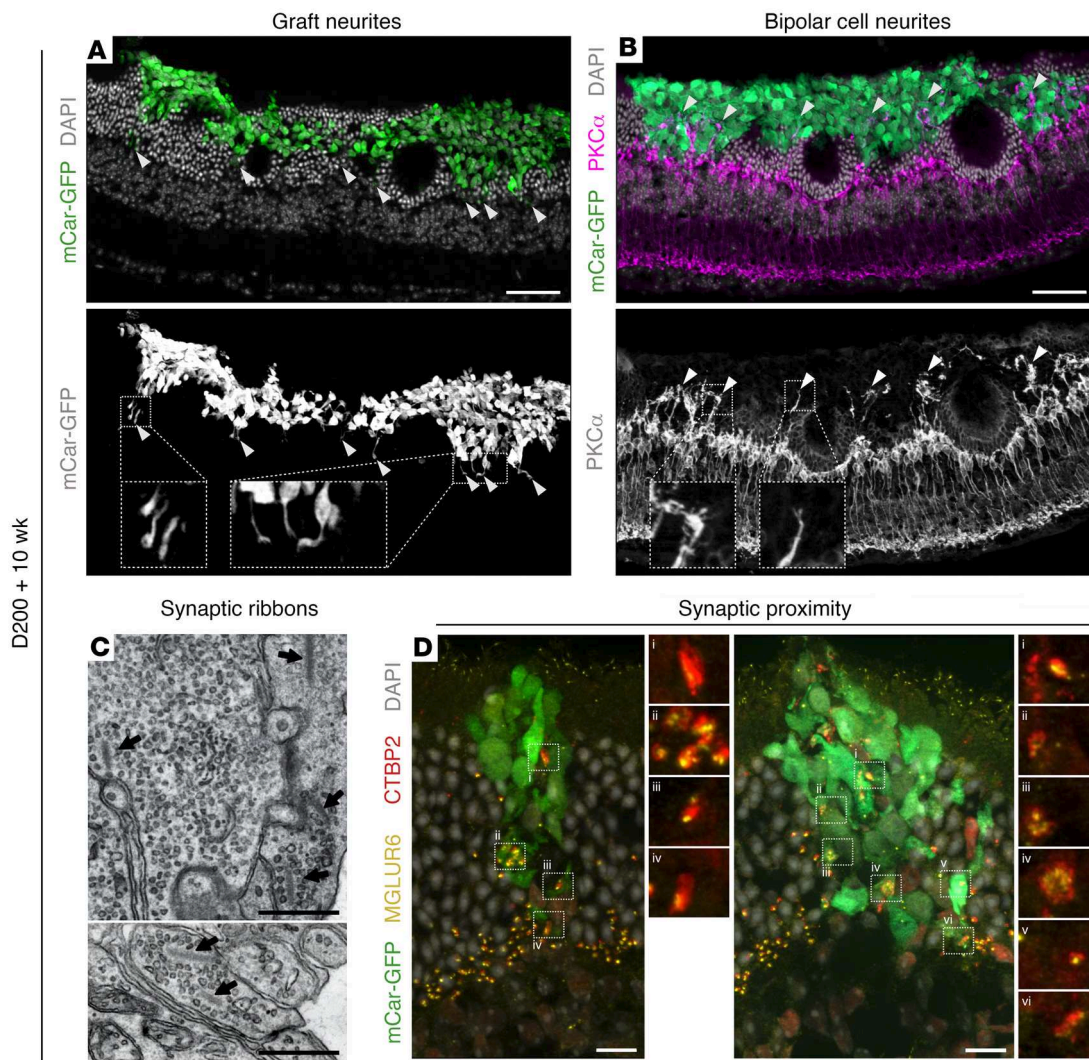 Graft neurites
Bipolar cell neurites
A
B
mCar-GFP DAPI
mCar-GFP PKCα DAPI
mCar-GFP
PKCα
D200 + 10 wk
Synaptic ribbons
Synaptic proximity
C
D
mCar-GFP MGLUR6 CTBP2 DAPI
i
ii
iii
iv
i
ii
iii
iv
i
ii
iii
iv
v
vi
i
ii
iii
iv
v
vi